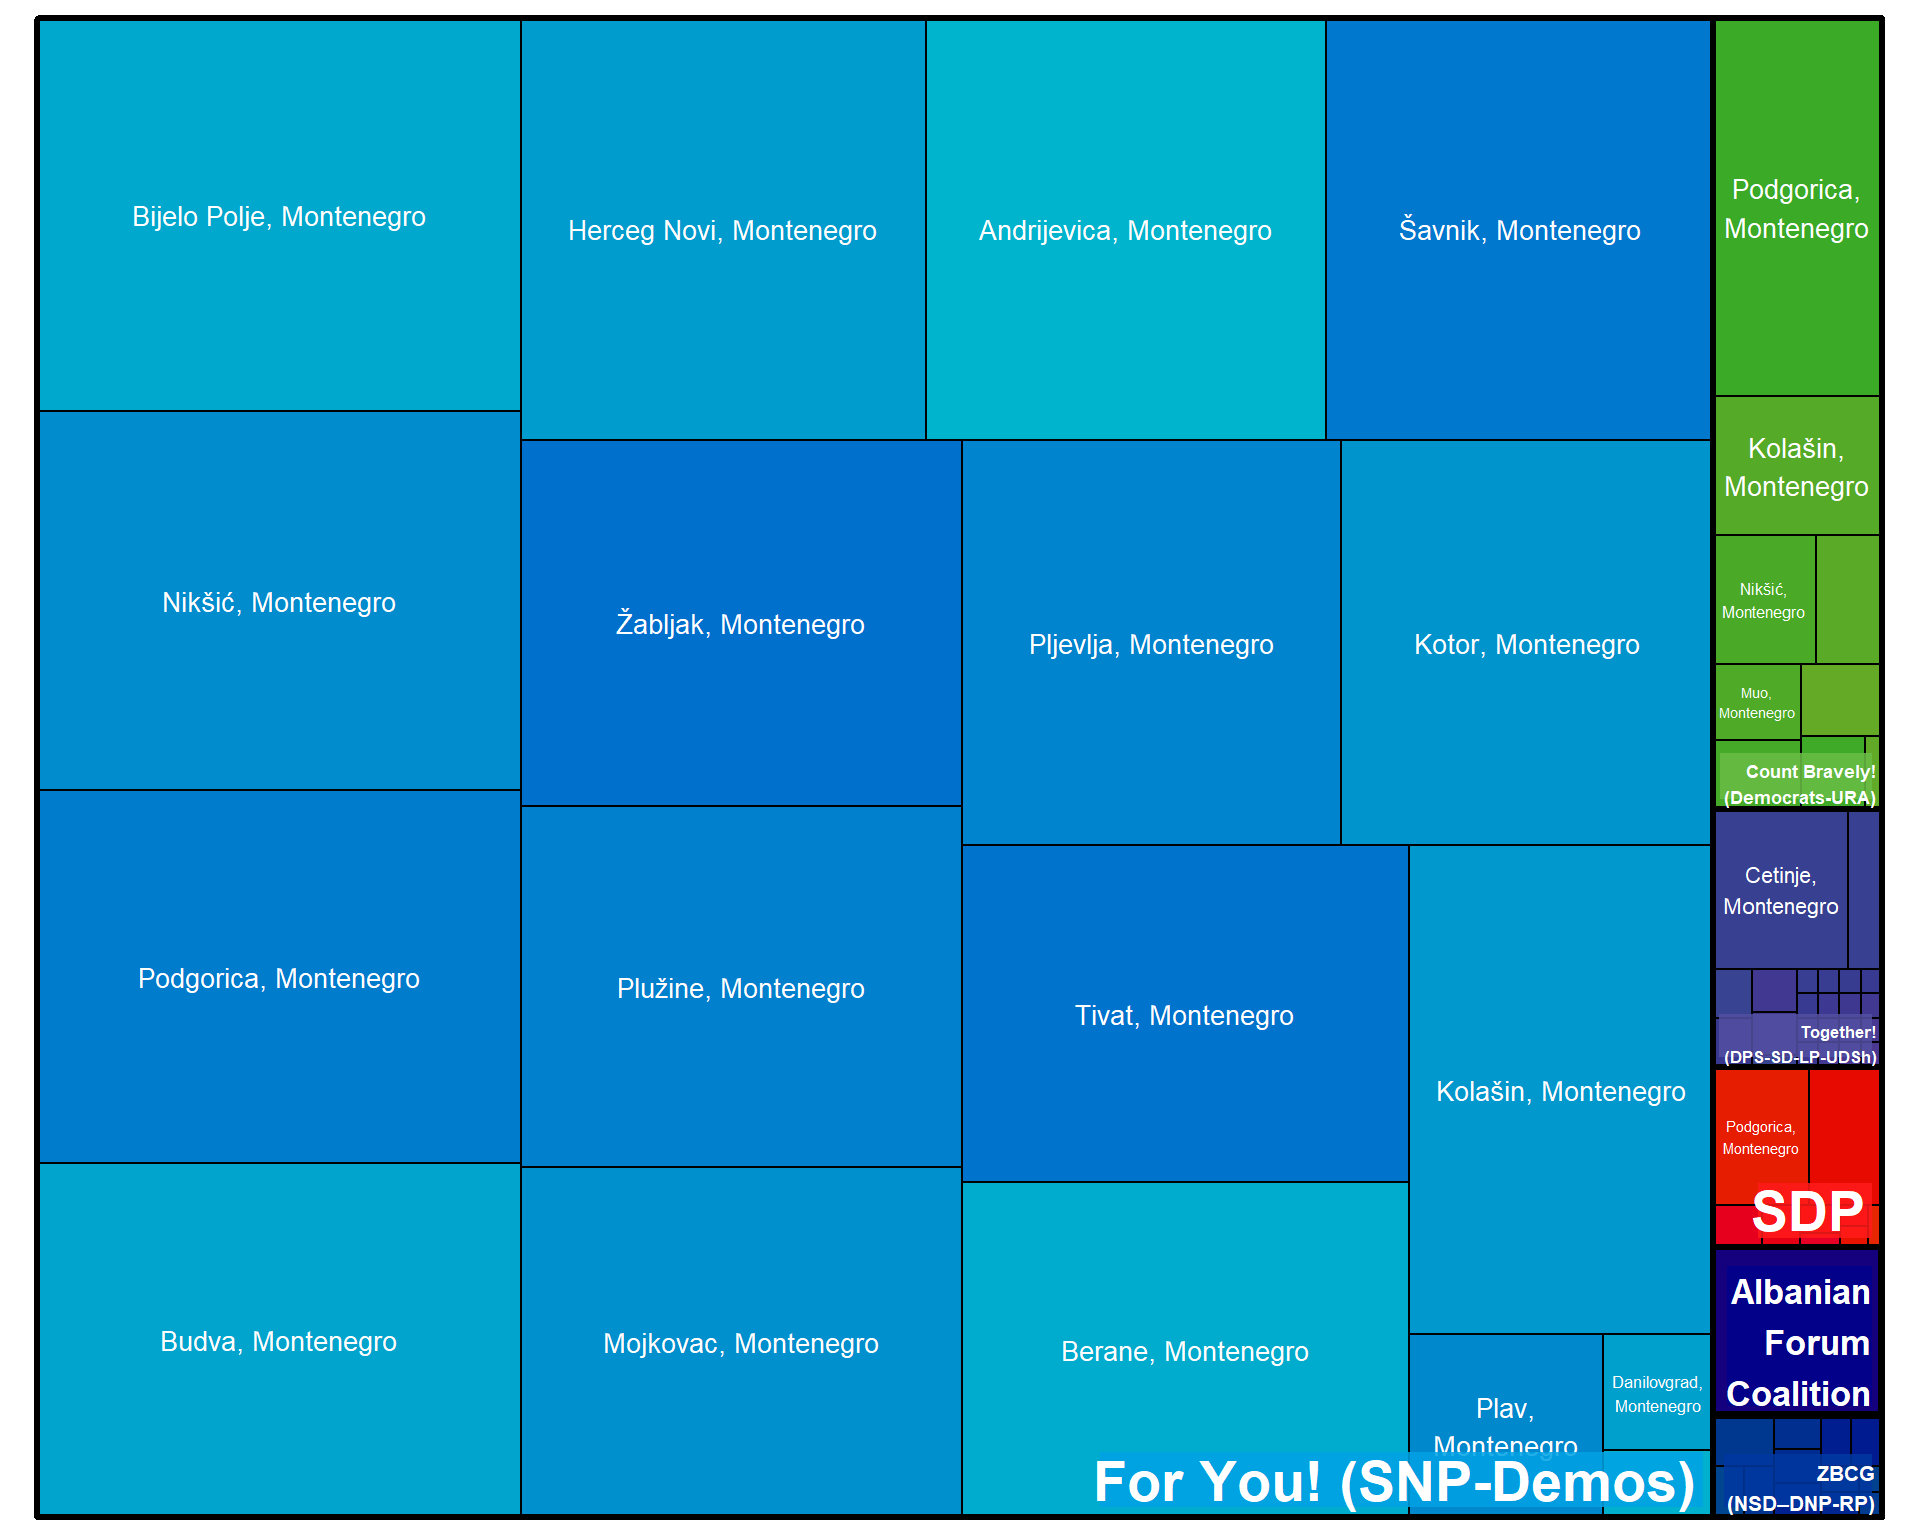 Bijelo Polje, Montenegro
Herceg Novi, Montenegro
Andrijevica, Montenegro
Šavnik, Montenegro
Podgorica,
Montenegro
Kolašin,
Montenegro
Nikšić, Montenegro
Žabljak, Montenegro
Pljevlja, Montenegro
Kotor, Montenegro
Nikšić,
Montenegro
Muo,
Montenegro
Count Bravely!
(Democrats-URA)
Podgorica, Montenegro
Plužine, Montenegro
Tivat, Montenegro
Kolašin, Montenegro
Cetinje,
Montenegro
Together!
(DPS-SD-LP-UDSh)
Podgorica,
Montenegro
SDP
Budva, Montenegro
Mojkovac, Montenegro
Berane, Montenegro
Plav,
Montenegro
Danilovgrad,
Montenegro
For You! (SNP-Demos)
Albanian
Forum
Coalition
ZBCG
(NSD–DNP-RP)